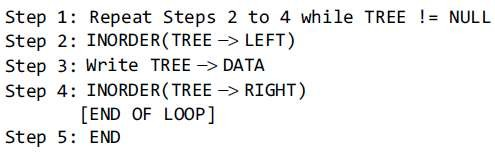 Step 1: Repeat Steps 2 to 4 while TREE != NULL
Step 2: INORDER(TREE -> LEFT)
Step 3: Write TREE -> DATA
Step 4: INORDER(TREE -> RIGHT)
[END OF LOOP]
Step 5: END